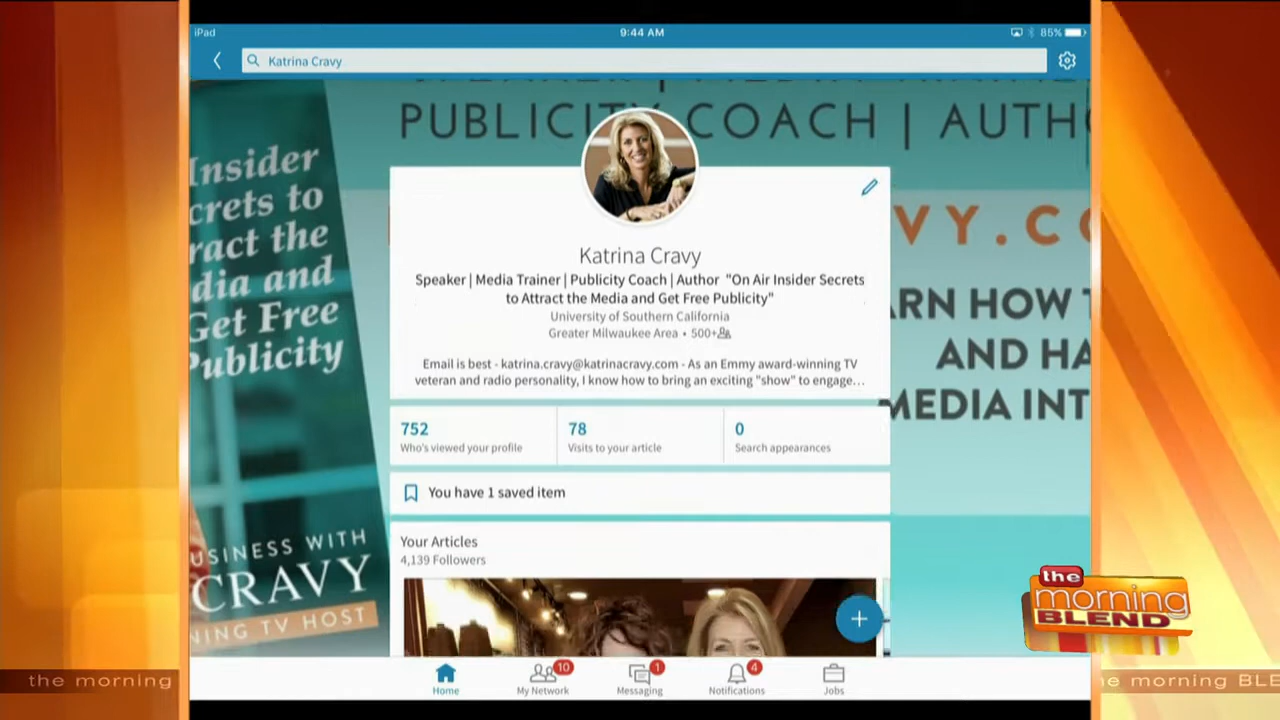 iPad
9:44 AM
85%
Katrina Cravy
PUBLICITY COACH | AUTH
Insider
crets to
ract the
dia and
Get Free
Publicity
VY.CO
ARN HOW T
AND HA
MEDIA INT
Katrina Cravy
Speaker | Media Trainer | Publicity Coach | Author "On Air Insider Secrets
to Attract the Media and Get Free Publicity"
University of Southern California
Greater Milwaukee Area • 500+
Email is best - katrina.cravy@katrinacravy.com - As an Emmy award-winning TV
veteran and radio personality, I know how to bring an exciting "show" to engage...
752
Who's viewed your profile
78
Visits to your article
0
Search appearances
You have 1 saved item
Your Articles
4,139 Followers
USINESS WITH
CRAVY
NING TV HOST
the
morning
BLEND
Home
10
My Network
1
Messaging
4
Notifications
Jobs
the morning
e morning BLE